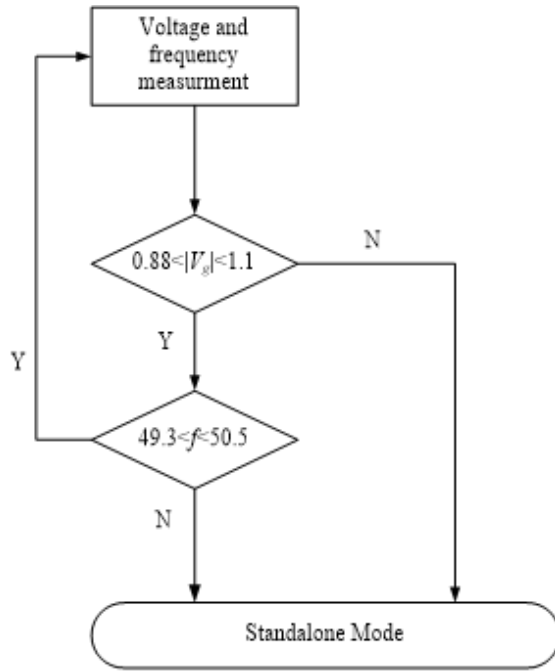 Voltage and
frequency
measurment
0.88<|Vg|<1.1
N
Y
Y
49.3<f<50.5
N
Standalone Mode